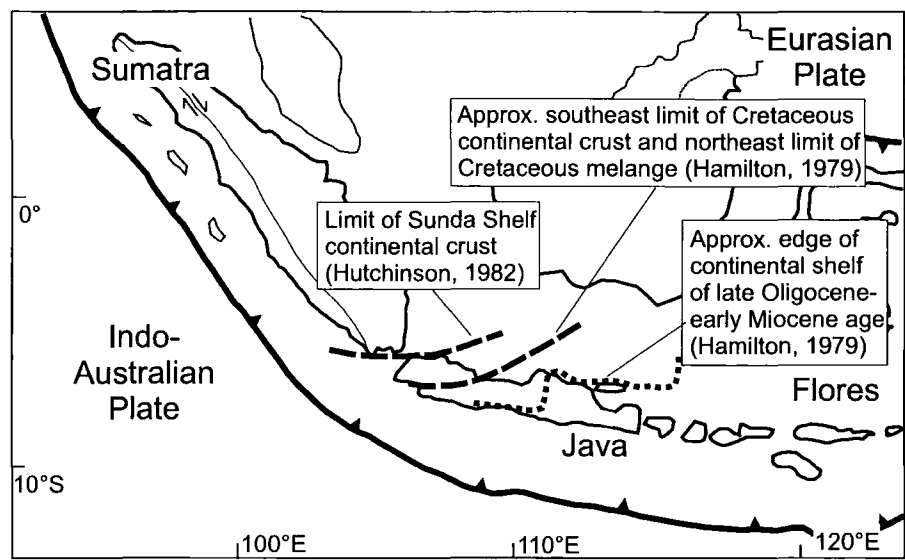 Sumatra
Eurasian
Plate
Approx. southeast limit of Cretaceous
continental crust and northeast limit of
Cretaceous melange (Hamilton, 1979)
0°
Limit of Sunda Shelf
continental crust
(Hutchinson, 1982)
Approx. edge of
continental shelf
of late Oligocene-
early Miocene age
(Hamilton, 1979)
Indo-
Australian
Plate
Flores
Java
10°S
100°E
110°E
120°E